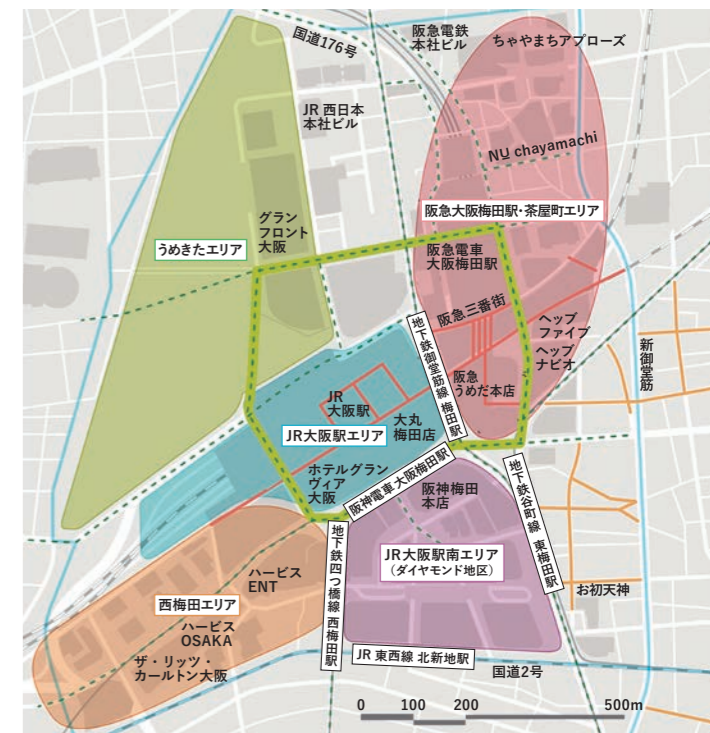 国道176号
阪急電鉄
本社ビル
ちゃやまちアプローズ
JR 西日本
本社ビル
NU chayamachi
グラン
フロント
大阪
阪急大阪梅田駅・茶屋町エリア
うめきたエリア
阪急電車
大阪梅田駅
阪急三番街
地下鉄御堂筋線 梅田駅
ヘップ
ファイブ
ヘップ
ナビオ
新御堂筋
阪急
うめだ本店
JR
大阪駅
JR大阪駅エリア
大丸
梅田店
ホテルグラン
ヴィア
大阪
阪神電車 大阪梅田駅
阪神梅田
本店
地下鉄谷町線 東梅田駅
地下鉄四つ橋線 西梅田駅
JR大阪駅南エリア
（ダイヤモンド地区）
ハービス
ENT
西梅田エリア
お初天神
ハービス
OSAKA
ザ・リッツ・
カールトン大阪
JR 東西線 北新地駅
国道2号
0 100 200 500m